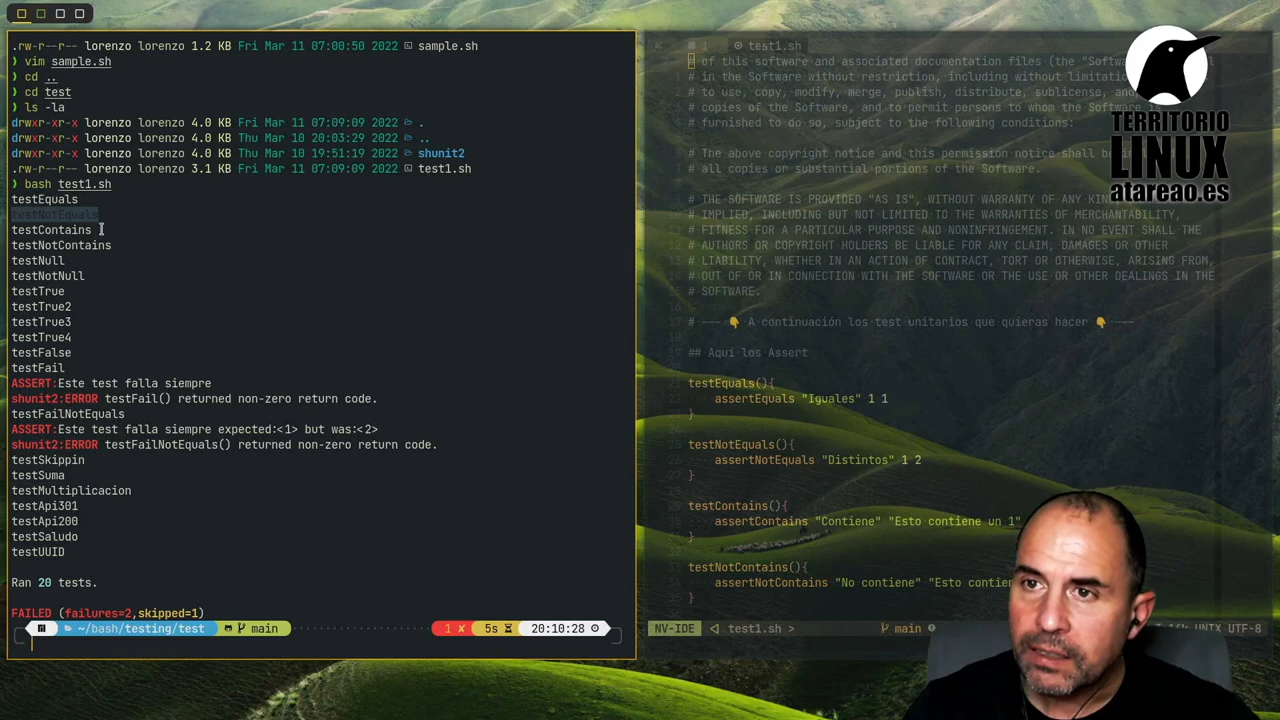 .rw-r--r-- lorenzo lorenzo 1.2 KB Fri Mar 11 07:00:50 2022 sample.sh
❯ vim sample.sh
❯ cd ..
❯ cd test
❯ ls -la
drwxr-xr-x lorenzo lorenzo 4.0 KB Fri Mar 11 07:09:09 2022 .
drwxr-xr-x lorenzo lorenzo 4.0 KB Thu Mar 10 20:03:29 2022 ..
drwxr-xr-x lorenzo lorenzo 4.0 KB Thu Mar 10 19:51:19 2022 shunit2
.rw-r--r-- lorenzo lorenzo 3.1 KB Fri Mar 11 07:09:09 2022 test1.sh
❯ bash test1.sh
testEquals
testNotEquals
testContains
testNotContains
testNull
testNotNull
testTrue
testTrue2
testTrue3
testTrue4
testFalse
testFail
ASSERT:Este test falla siempre
shunit2:ERROR testFail() returned non-zero return code.
testFailNotEquals
ASSERT:Este test falla siempre expected:<1> but was:<2>
shunit2:ERROR testFailNotEquals() returned non-zero return code.
testSkippin
testSuma
testMultiplicacion
testApi301
testApi200
testSaludo
testUUID
Ran 20 tests.
FAILED (failures=2,skipped=1)
~/bash/testing/test main 1 ✘ 5s 20:10:28
1 test1.sh
of this software and associated documentation files (the
# in the Software without restriction, including without
# to use, copy, modify, merge, publish, distribute, sublicense,
# copies of the Software, and to permit persons to whom the Software is
# furnished to do so, subject to the following conditions:
# The above copyright notice and this permission notice shall be
# all copies or substantial portions of the Software.
# THE SOFTWARE IS PROVIDED "AS IS", WITHOUT WARRANTY OF ANY
# IMPLIED, INCLUDING BUT NOT LIMITED TO THE WARRANTIES OF MERCHANTABILITY,
# FITNESS FOR A PARTICULAR PURPOSE AND NONINFRINGEMENT. IN NO EVENT SHALL THE
# AUTHORS OR COPYRIGHT HOLDERS BE LIABLE FOR ANY CLAIM, DAMAGES OR OTHER
# LIABILITY, WHETHER IN AN ACTION OF CONTRACT, TORT OR OTHERWISE, ARISING FROM,
# OUT OF OR IN CONNECTION WITH THE SOFTWARE OR THE USE OR OTHER DEALINGS IN THE
# SOFTWARE.
# --- 👇 A continuación los test unitarios que quieras hacer 👇 ---
## Aquí los Assert
testEquals(){
assertEquals "Iguales" 1 1
}
testNotEquals(){
assertNotEquals "Distintos" 1 2
}
testContains(){
assertContains "Contiene" "Esto contiene un 1"
}
testNotContains(){
assertNotContains "No contiene" "Esto
}
NV-IDE test1.sh > main UNIX UTF-8
TERRITORIO
LINUX
atareao.es